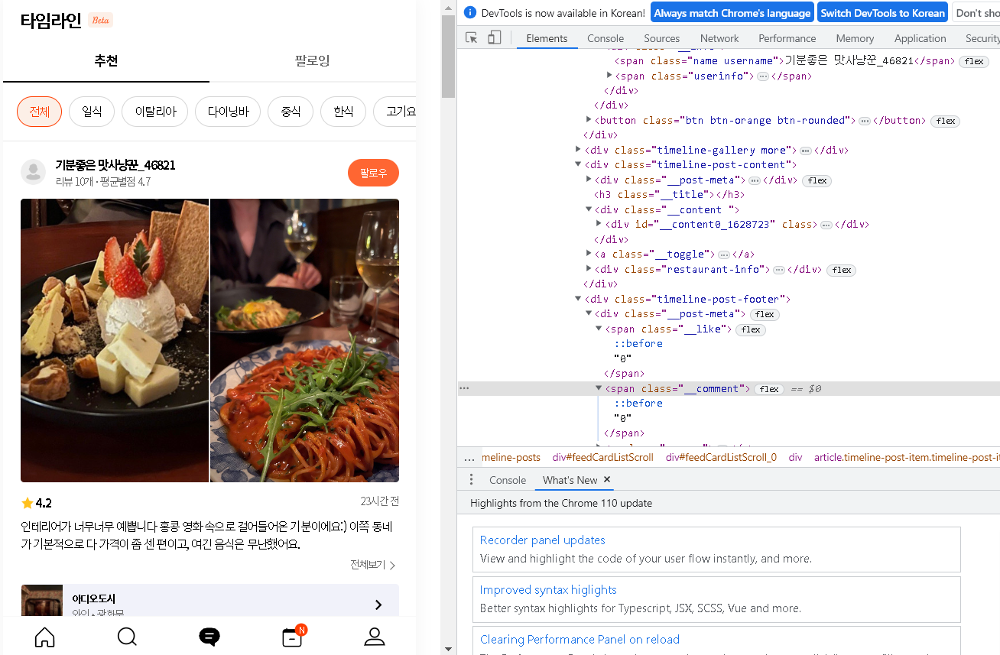 타임라인 Beta
추천 팔로잉
전체 일식 이탈리아 다이닝바 중식 한식 고기요
기분좋은 맛사냥꾼_46821
리뷰 10개 · 평균별점 4.7
팔로우
4.2
23시간 전
인테리어가 너무너무 예쁩니다 홍콩 영화 속으로 걸어들어온 기분이에요:) 이쪽 동네
가 기본적으로 다 가격이 좀 센 편이고, 여긴 음식은 무난했어요.
전체보기
아디오도시
와인 • 광화문
N
DevTools is now available in Korean! Always match Chrome's language Switch DevTools to Korean Don't sho
Elements Console Sources Network Performance Memory Application Security
<span class="name username">기분좋은 맛사냥꾼_46821</span> flex
<span class="userinfo"> … </span>
</div>
</div>
<button class="btn btn-orange btn-rounded"> … </button> flex
</div>
<div class="timeline-gallery more"> … </div>
<div class="timeline-post-content">
<div class="__post-meta"> … </div> flex
<h3 class="__title"></h3>
<div class="__content ">
<div id="__content0_1628723" class> … </div>
</div>
<a class="__toggle"> … </a>
<div class="restaurant-info"> … </div> flex
</div>
<div class="timeline-post-footer">
<div class="__post-meta"> flex
<span class="__like"> flex
::before
"0"
</span>
… <span class="__comment"> flex == $0
::before
"0"
</span>
… meline-posts div#feedCardListScroll div#feedCardListScroll_0 div article.timeline-post-item.timeline-post-it
Console What's New ×
Highlights from the Chrome 110 update
Recorder panel updates
View and highlight the code of your user flow instantly, and more.
Improved syntax higlights
Better syntax highlights for Typescript, JSX, SCSS, Vue and more.
Clearing Performance Panel on reload